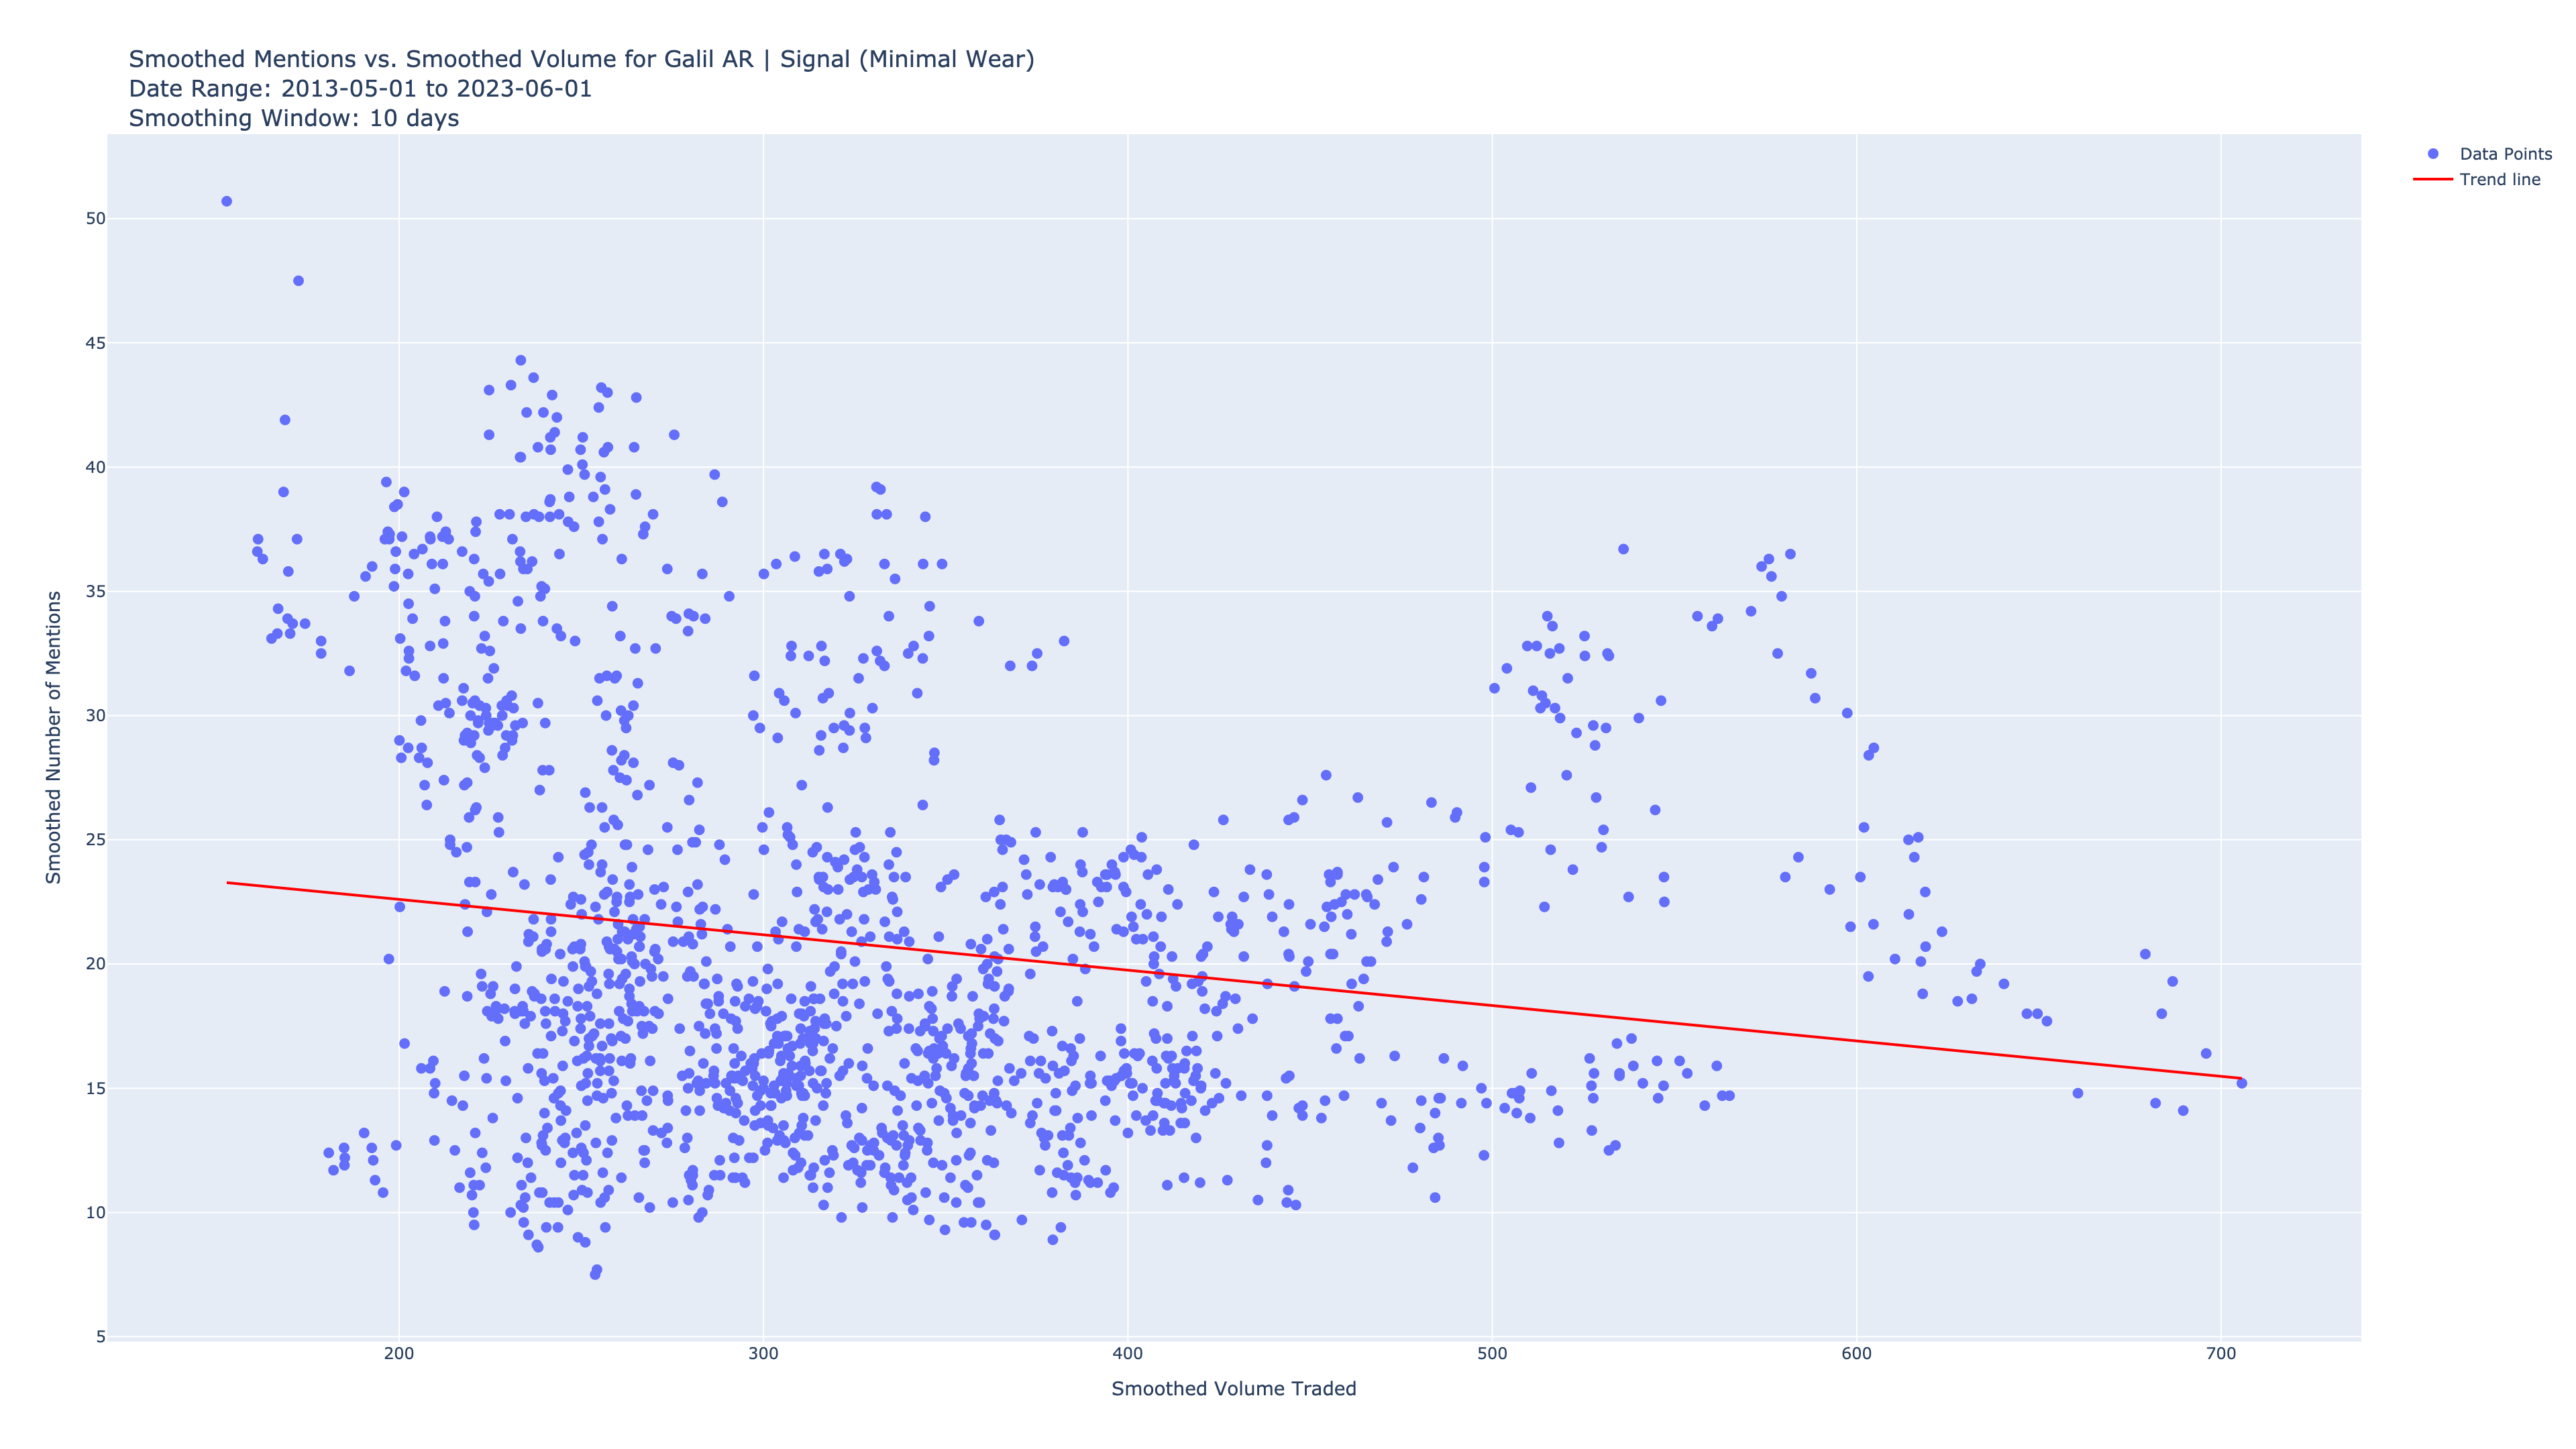 Smoothed Mentions vs. Smoothed Volume for Galil AR | Signal (Minimal Wear)
Date Range: 2013-05-01 to 2023-06-01
Smoothing Window: 10 days
Data Points
Trend line
Smoothed Number of Mentions
50
45
40
35
30
25
20
15
10
5
200
300
400
500
600
700
Smoothed Volume Traded